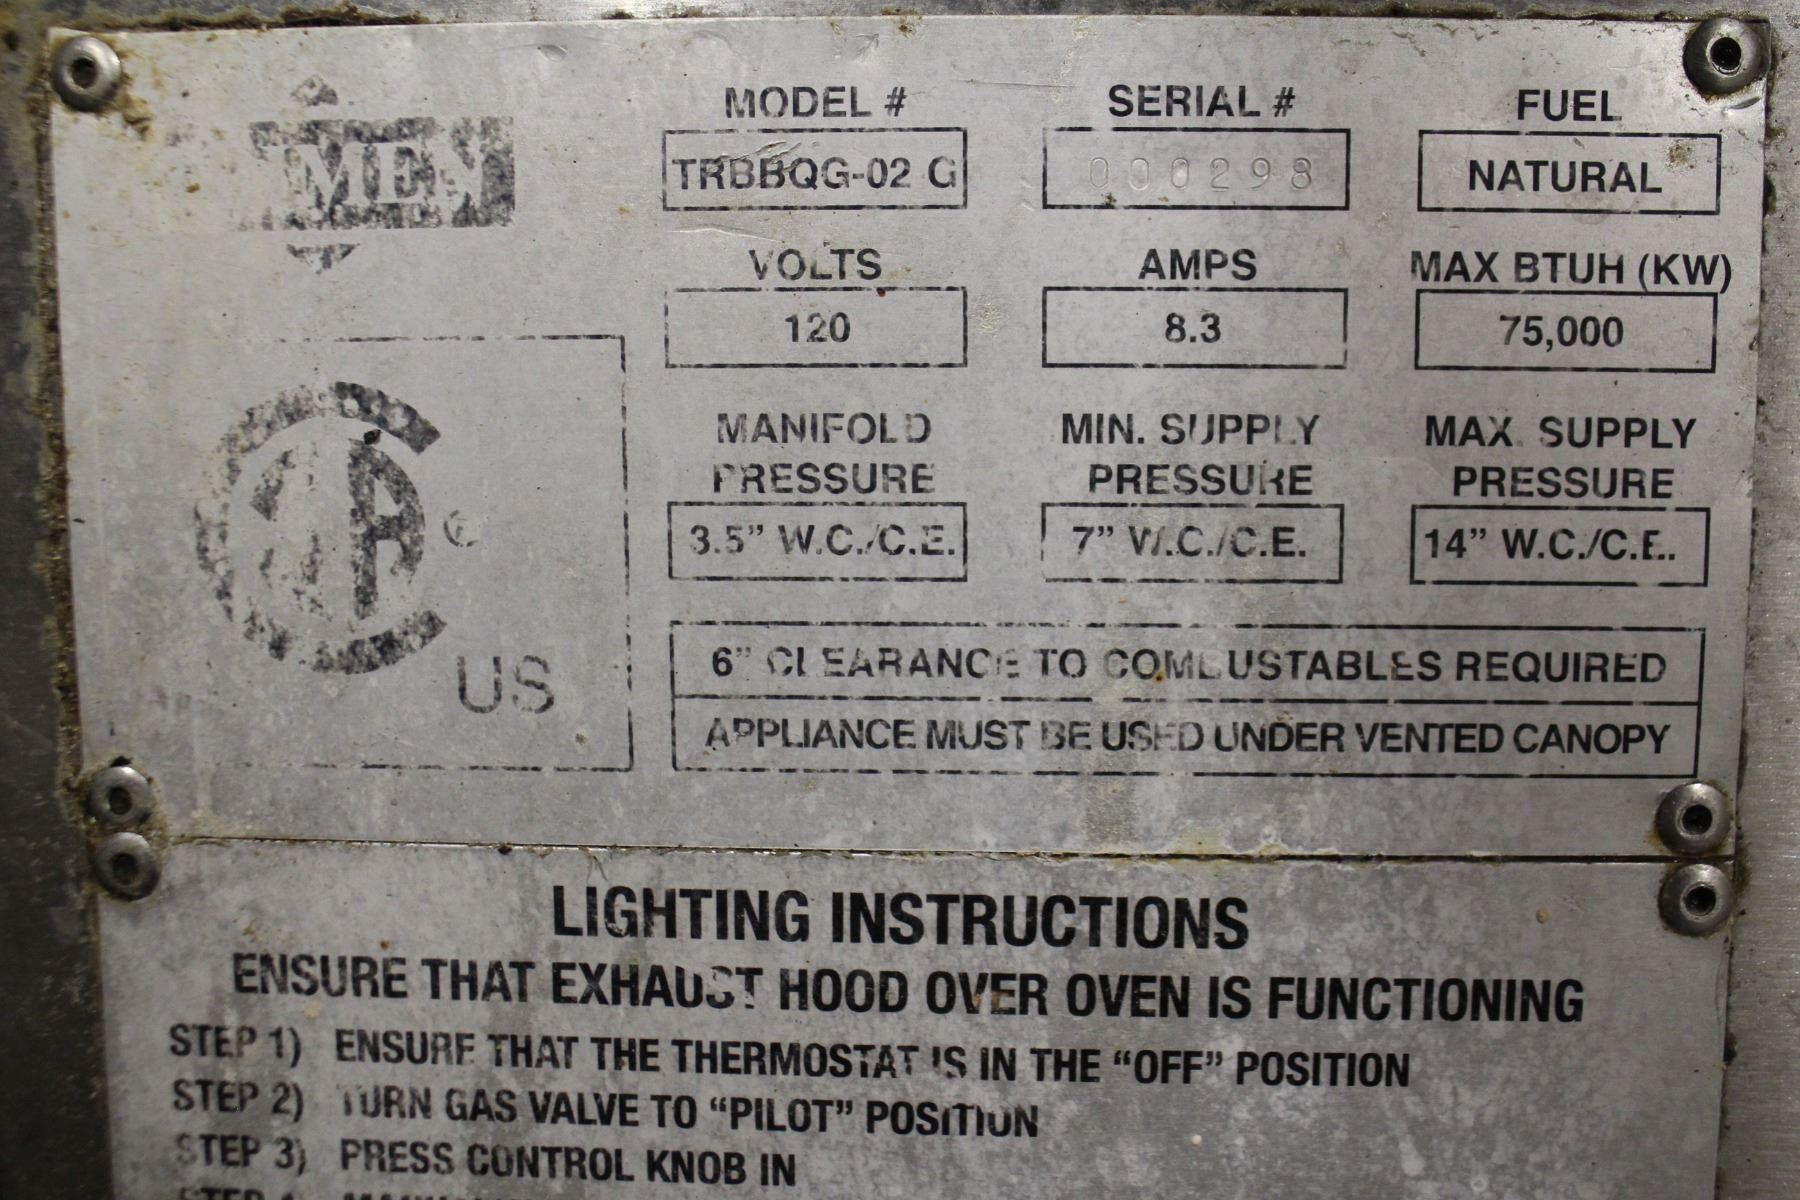 MODEL # SERIAL # FUEL
TRBBQG-02 G 000298 NATURAL
VOLTS AMPS MAX BTUH (KW)
120 8.3 75,000
MANIFOLD PRESSURE MIN. SUPPLY PRESSURE MAX. SUPPLY PRESSURE
3.5” W.C./C.E. 7” W.C./C.E. 14” W.C./C.E.
US
6” CLEARANCE TO COMBUSTABLES REQUIRED
APPLIANCE MUST BE USED UNDER VENTED CANOPY
LIGHTING INSTRUCTIONS
ENSURE THAT EXHAUST HOOD OVER OVEN IS FUNCTIONING
STEP 1) ENSURE THAT THE THERMOSTAT IS IN THE “OFF” POSITION
STEP 2) TURN GAS VALVE TO “PILOT” POSITION
STEP 3) PRESS CONTROL KNOB IN